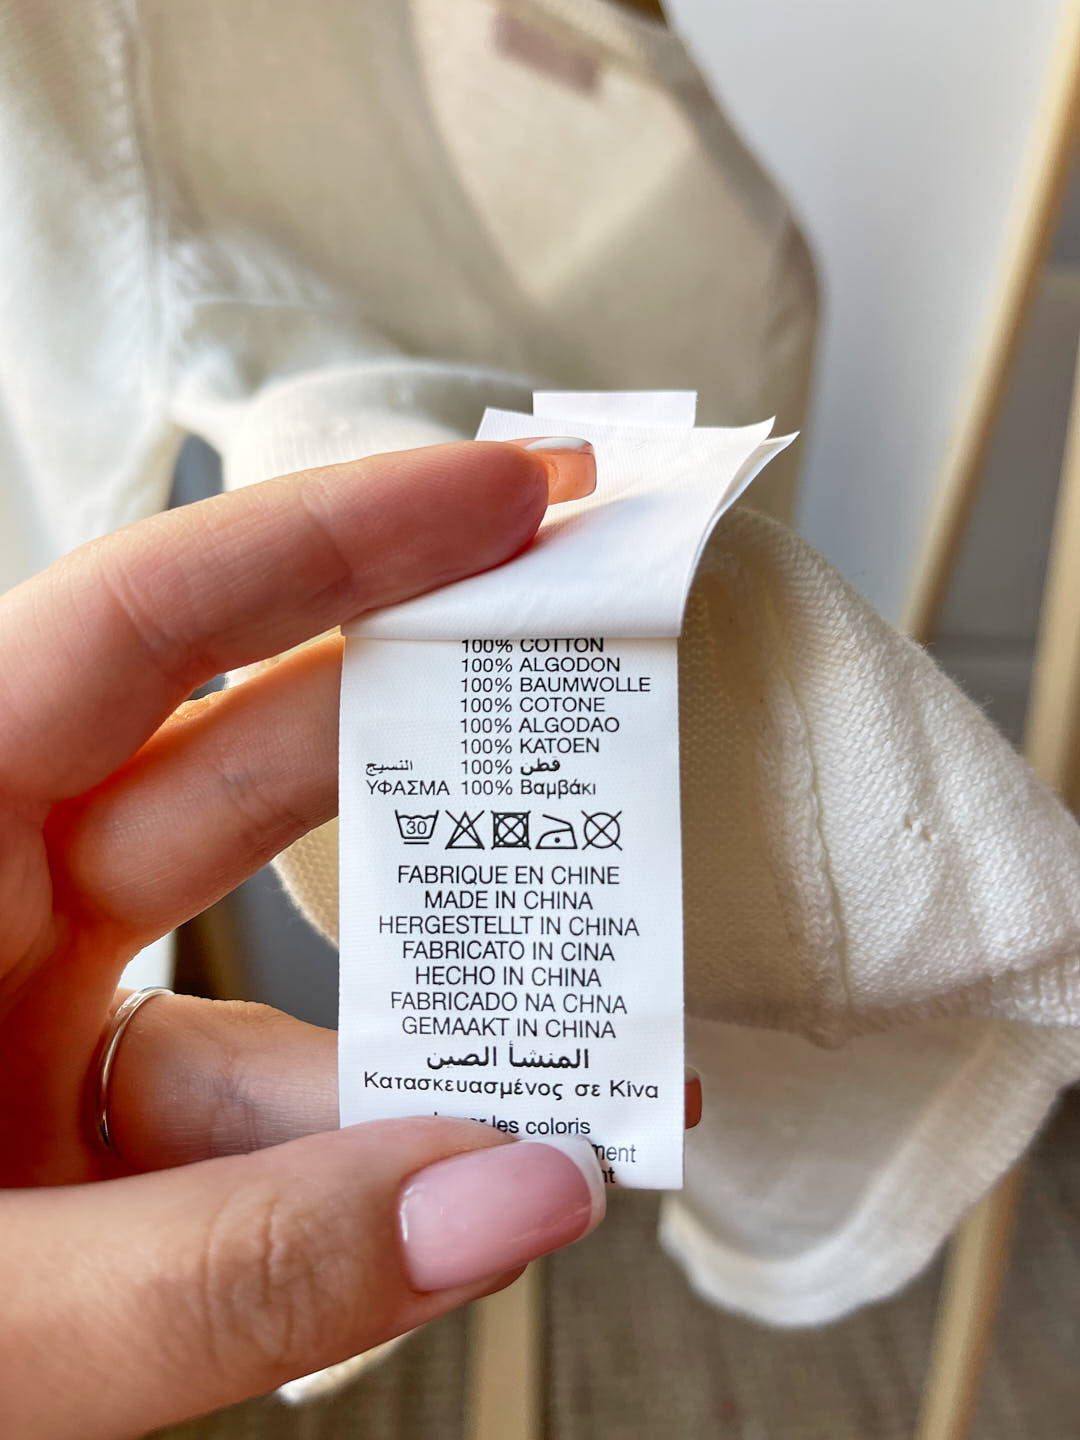 100% COTTON
100% ALGODON
100% BAUMWOLLE
100% COTONE
100% ALGODAO
100% KATOEN
النسيج 100% قطن
ΥΦΑΣΜΑ 100% Βαμβάκι
30
FABRIQUE EN CHINE
MADE IN CHINA
HERGESTELLT IN CHINA
FABRICATO IN CINA
HECHO IN CHINA
FABRICADO NA CHNA
GEMAAKT IN CHINA
المنشأ الصين
Κατασκευασμένος σε Κίνα
les coloris